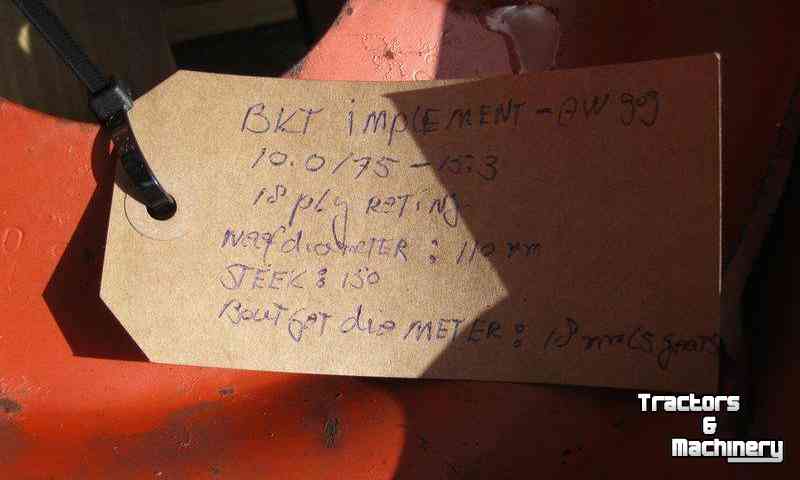 BKT IMPLEMENT - AW 909
10.0/75 - 15.3
18 ply RATING
NAAFdiAMETER : 110 mm
STEEK : 150
BOUTGAT diAMETER : 18 mm (5 gaats
Tractors
&
Machinery